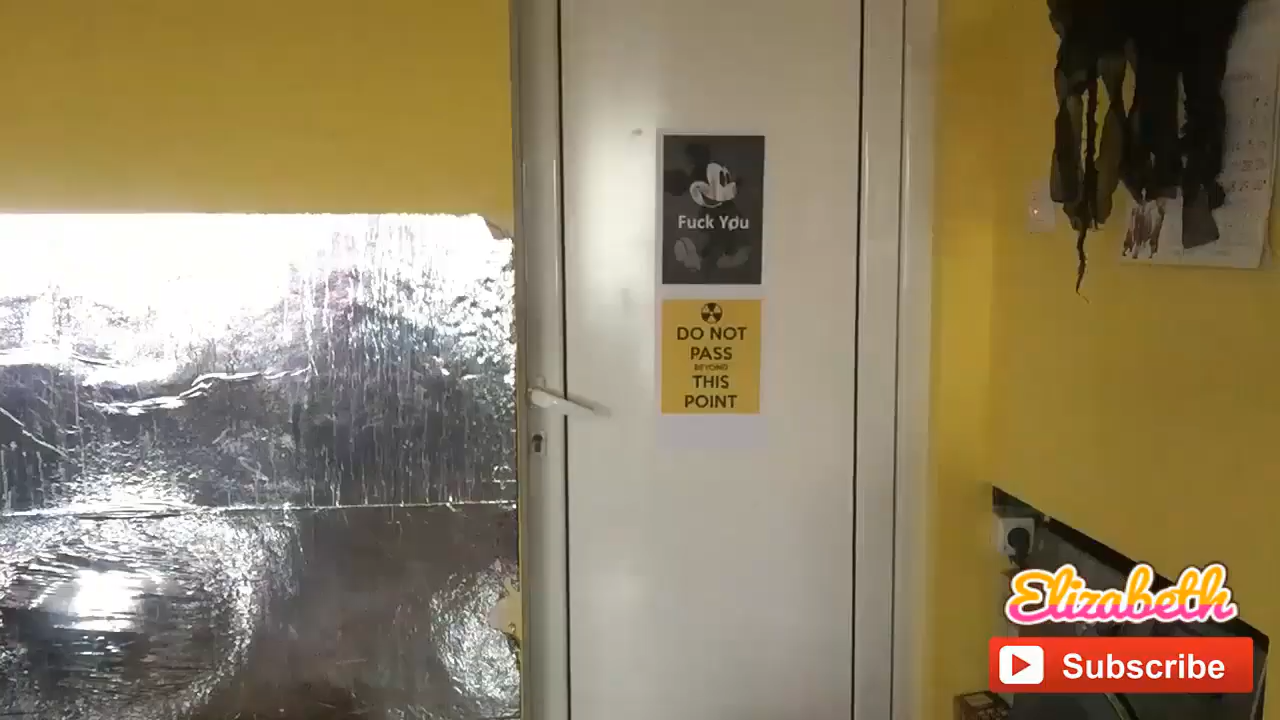 Fuck You
DO NOT
PASS
BEYOND
THIS
POINT
Elizabeth
Subscribe